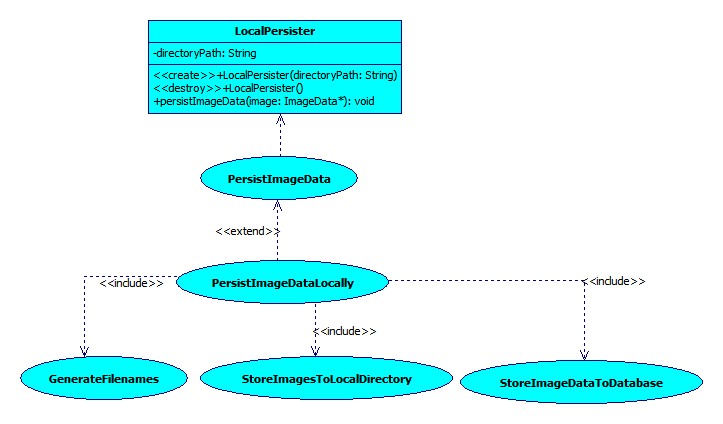 LocalPersister
-directoryPath: String
<<create>>+LocalPersister(directoryPath: String)
<<destroy>>+LocalPersister()
+persistImageData(image: ImageData*): void
PersistImageData
<<extend>>
PersistImageDataLocally
<<include>>
<<include>>
<<include>>
GenerateFilenames
StoreImagesToLocalDirectory
StoreImageDataToDatabase